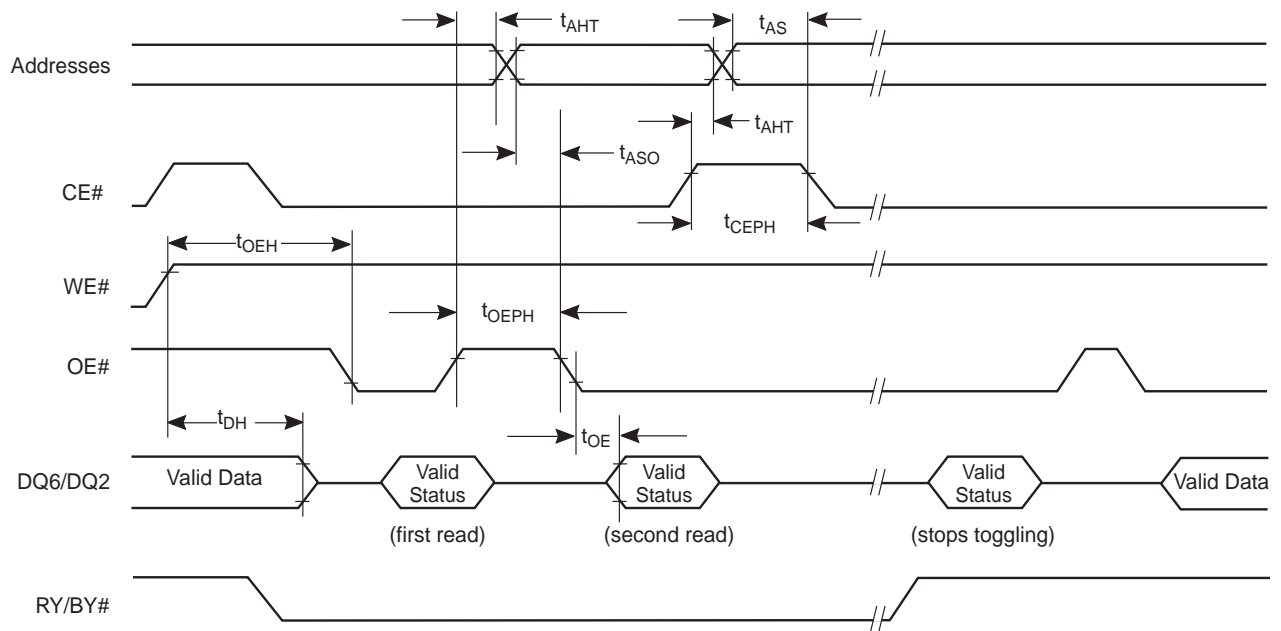 tAHT
tAS
Addresses
tAHT
tASO
CE#
tCEPH
tOEH
WE#
tOEPH
OE#
tDH
tOE
DQ6/DQ2
Valid Data
Valid
Status
Valid
Status
Valid
Status
Valid Data
(first read)
(second read)
(stops toggling)
RY/BY#